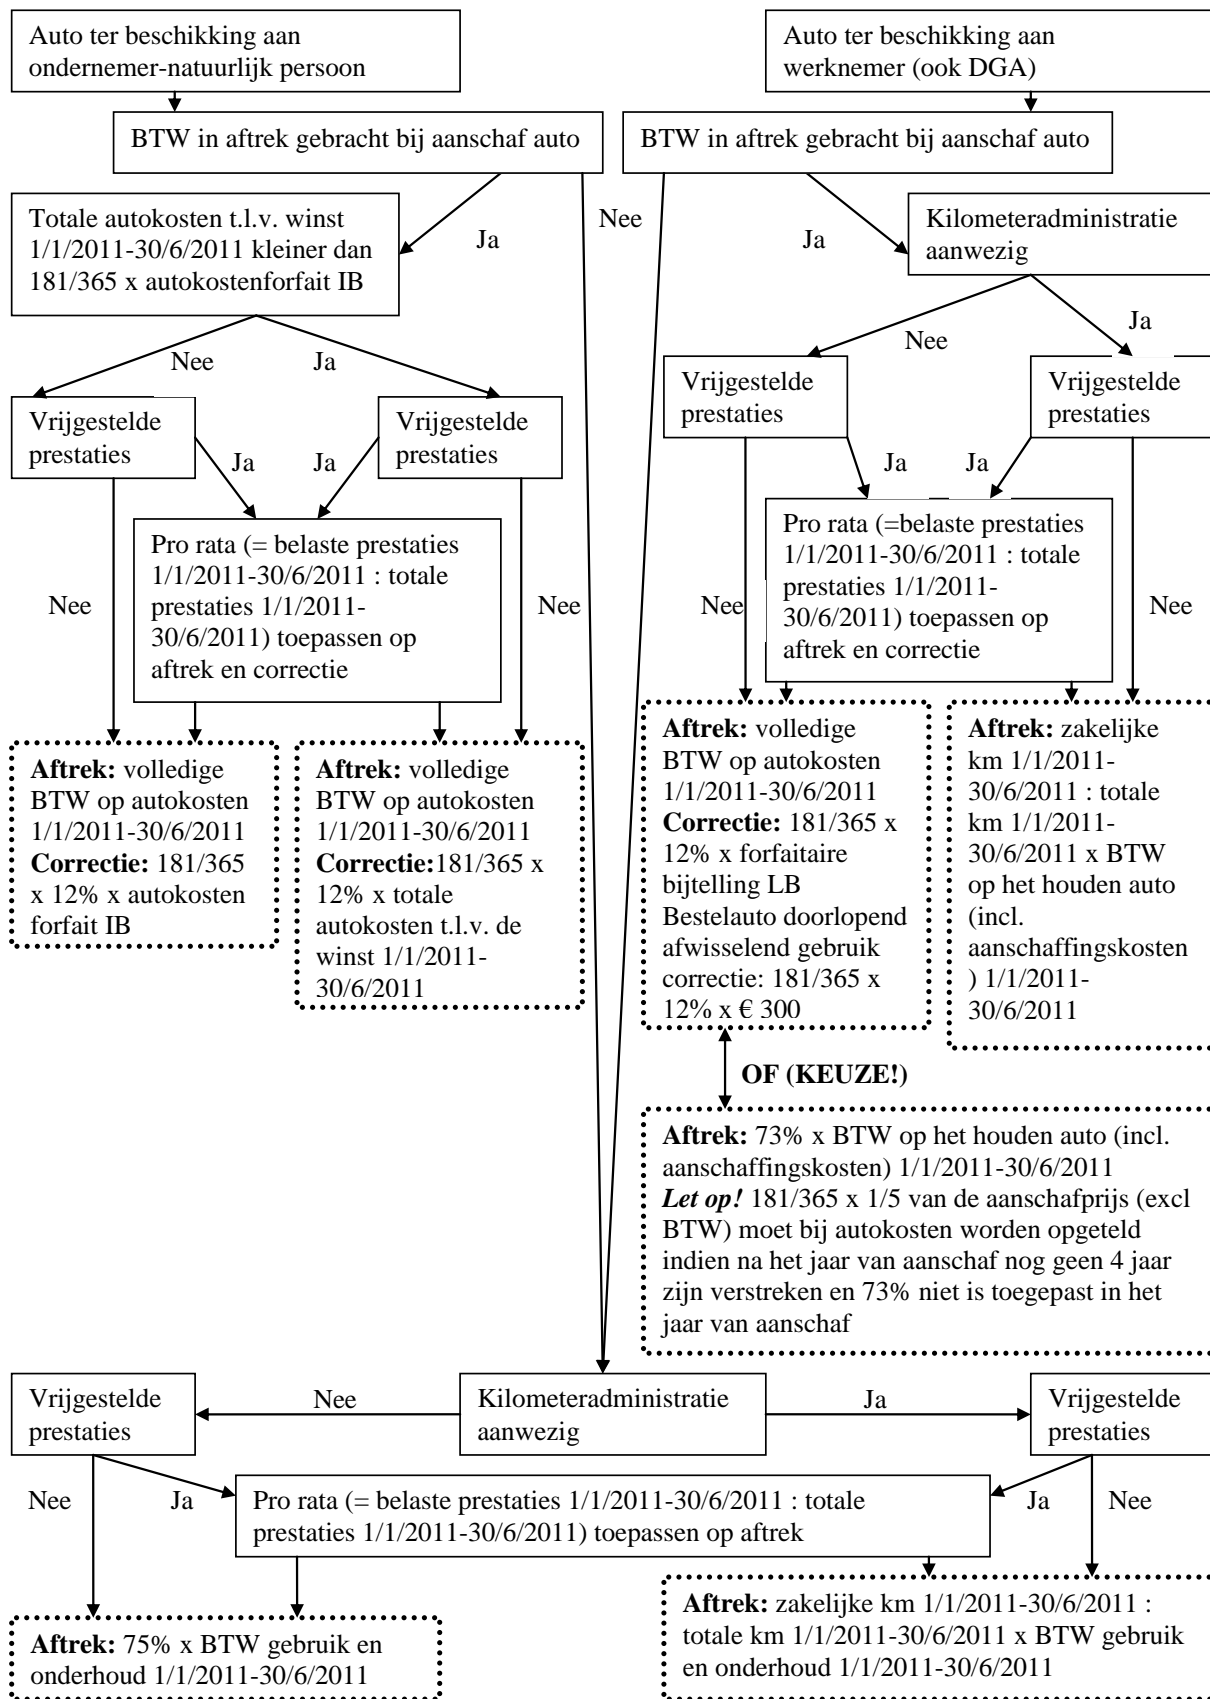 Auto ter beschikking aan
ondernemer-natuurlijk persoon
Auto ter beschikking aan
werknemer (ook DGA)
BTW in aftrek gebracht bij aanschaf auto
BTW in aftrek gebracht bij aanschaf auto
Totale autokosten t.l.v. winst
1/1/2011-30/6/2011 kleiner dan
181/365 x autokostenforfait IB
Ja
Nee
Ja
Kilometeradministratie
aanwezig
Nee
Ja
Nee
Ja
Vrijgestelde
prestaties
Vrijgestelde
prestaties
Vrijgestelde
prestaties
Vrijgestelde
prestaties
Ja
Ja
Ja
Ja
Pro rata (= belaste prestaties
1/1/2011-30/6/2011 : totale
prestaties 1/1/2011-
30/6/2011) toepassen op
aftrek en correctie
Pro rata (=belaste prestaties
1/1/2011-30/6/2011 : totale
prestaties 1/1/2011-
30/6/2011) toepassen op
aftrek en correctie
Nee
Nee
Nee
Nee
Aftrek: volledige
BTW op autokosten
1/1/2011-30/6/2011
Correctie: 181/365
x 12% x autokosten
forfait IB
Aftrek: volledige
BTW op autokosten
1/1/2011-30/6/2011
Correctie:181/365 x
12% x totale
autokosten t.l.v. de
winst 1/1/2011-
30/6/2011
Aftrek: volledige
BTW op autokosten
1/1/2011-30/6/2011
Correctie: 181/365 x
12% x forfaitaire
bijtelling LB
Bestelauto doorlopend
afwisselend gebruik
correctie: 181/365 x
12% x € 300
Aftrek: zakelijke
km 1/1/2011-
30/6/2011 : totale
km 1/1/2011-
30/6/2011 x BTW
op het houden auto
(incl.
aanschaffingskosten
) 1/1/2011-
30/6/2011
OF (KEUZE!)
Aftrek: 73% x BTW op het houden auto (incl.
aanschaffingskosten) 1/1/2011-30/6/2011
Let op! 181/365 x 1/5 van de aanschafprijs (excl
BTW) moet bij autokosten worden opgeteld
indien na het jaar van aanschaf nog geen 4 jaar
zijn verstreken en 73% niet is toegepast in het
jaar van aanschaf
Vrijgestelde
prestaties
Nee
Kilometeradministratie
aanwezig
Ja
Vrijgestelde
prestaties
Nee
Ja
Pro rata (= belaste prestaties 1/1/2011-30/6/2011 : totale
prestaties 1/1/2011-30/6/2011) toepassen op aftrek
Ja
Nee
Aftrek: 75% x BTW gebruik en
onderhoud 1/1/2011-30/6/2011
Aftrek: zakelijke km 1/1/2011-30/6/2011 :
totale km 1/1/2011-30/6/2011 x BTW gebruik
en onderhoud 1/1/2011-30/6/2011